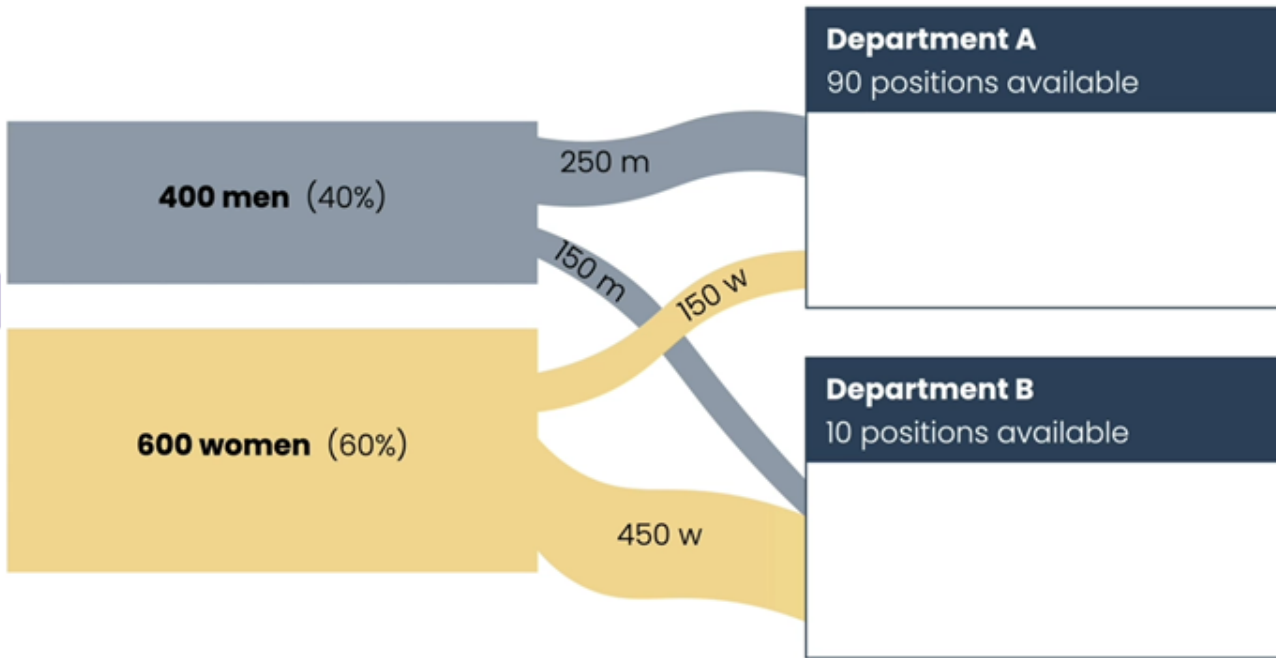 Department A
90 positions available
250 m
400 men (40%)
150 m
150 w
Department B
10 positions available
600 women (60%)
450 w